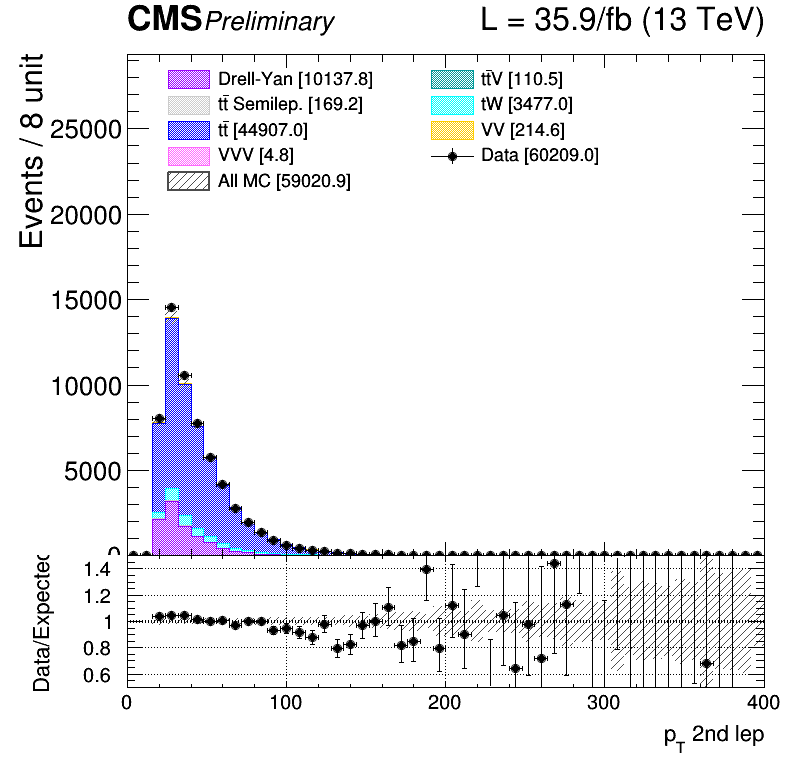 CMS Preliminary L = 35.9/fb (13 TeV)
Events / 8 unit
Drell-Yan [10137.8]
tt̄ Semilep. [169.2]
tt̄ [44907.0]
VVV [4.8]
All MC [59020.9]
tt̄V [110.5]
tW [3477.0]
VV [214.6]
Data [60209.0]
25000
20000
15000
10000
5000
0
Data/Expected
1.4
1.2
1
0.8
0.6
0 100 200 300 400
p_T 2nd lep